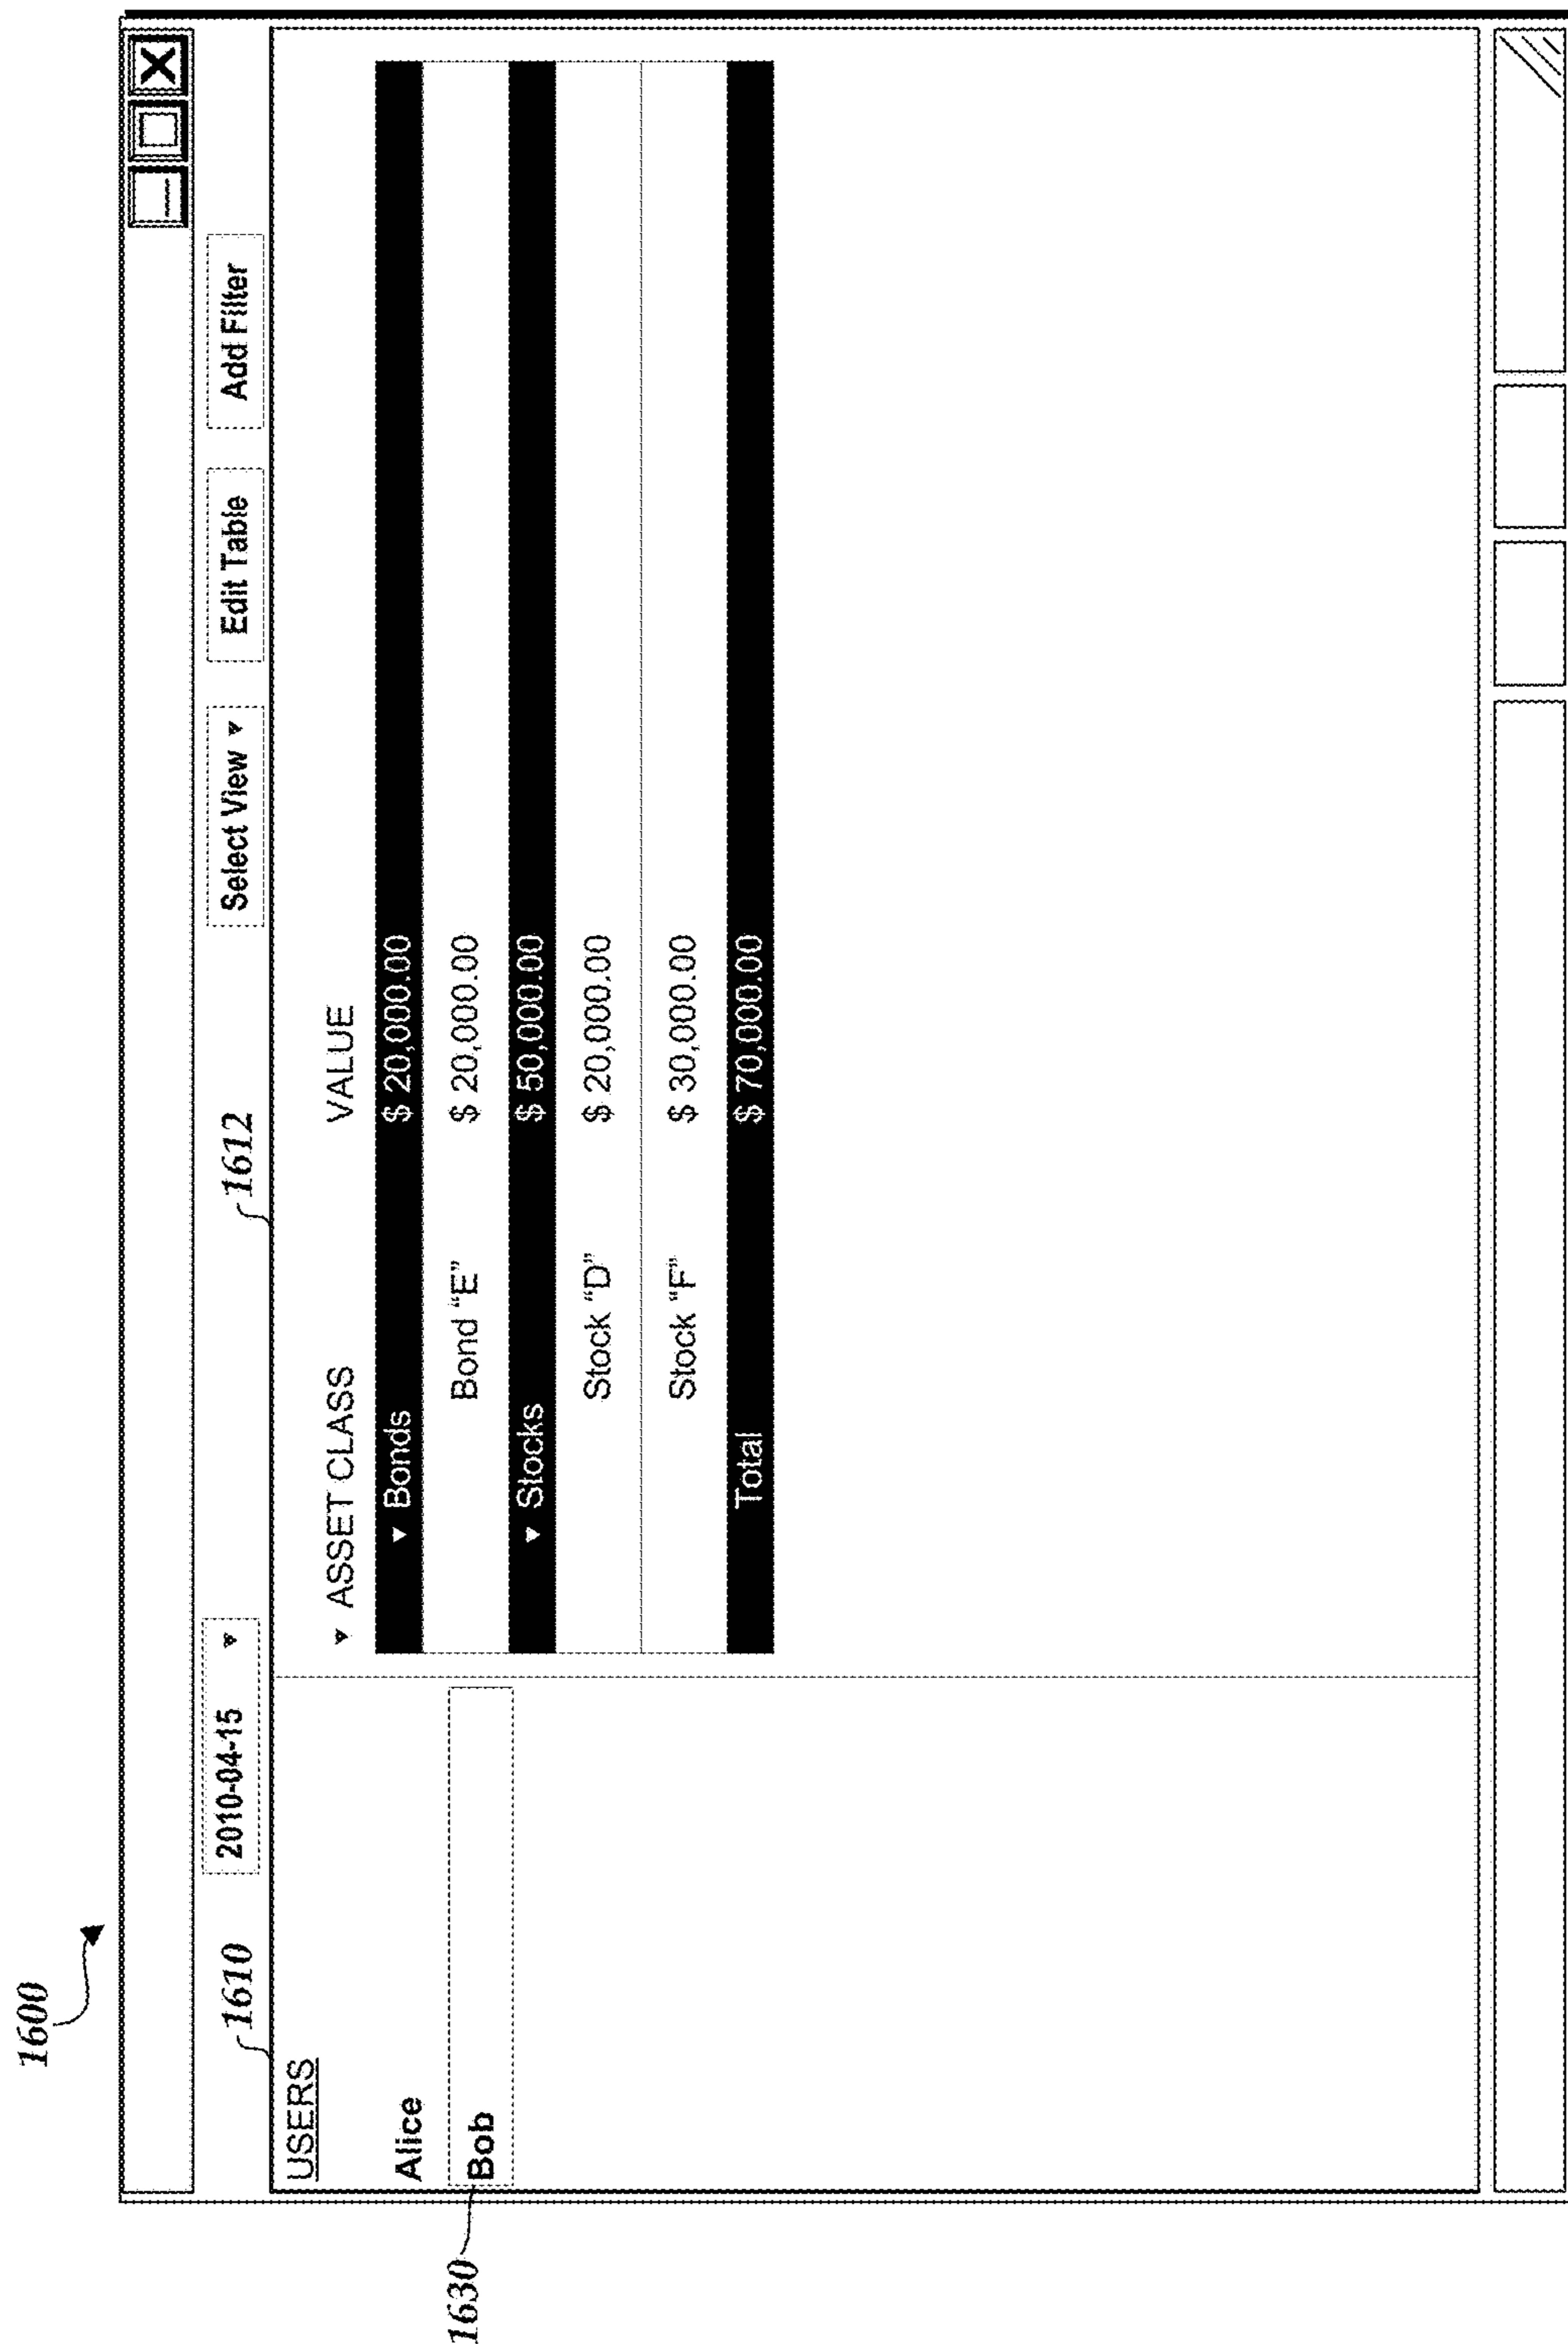 1600
1610
2010-04-15 ▼
1612
Select View ▼
Edit Table
Add Filter
USERS
Alice
Bob
1630
▼ ASSET CLASS VALUE
▼ Bonds $ 20,000.00
Bond “E” $ 20,000.00
▼ Stocks $ 50,000.00
Stock “D” $ 20,000.00
Stock “F” $ 30,000.00
Total $ 70,000.00